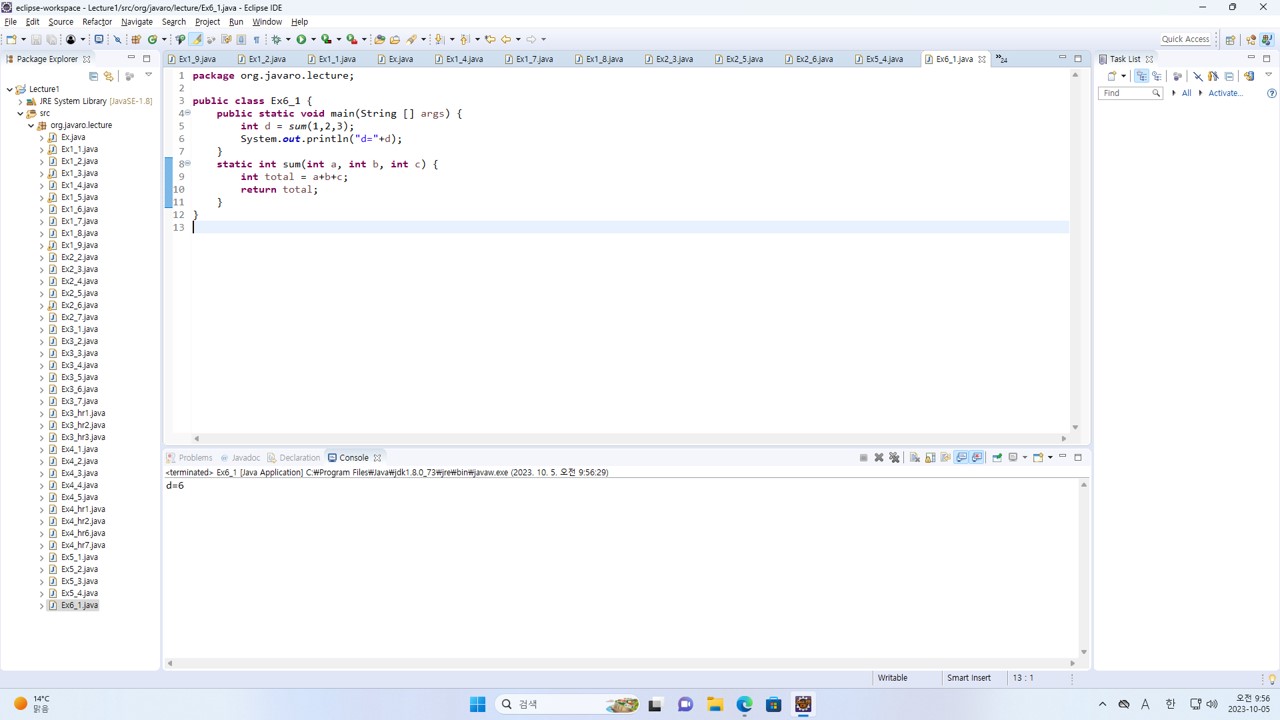 eclipse-workspace - Lecture1/src/org/javaro/lecture/Ex6_1.java - Eclipse IDE
File Edit Source Refactor Navigate Search Project Run Window Help
Quick Access
Package Explorer
Lecture1
JRE System Library [JavaSE-1.8]
src
org.javaro.lecture
Ex.java
Ex1_1.java
Ex1_2.java
Ex1_3.java
Ex1_4.java
Ex1_5.java
Ex1_6.java
Ex1_7.java
Ex1_8.java
Ex1_9.java
Ex2_2.java
Ex2_3.java
Ex2_4.java
Ex2_5.java
Ex2_6.java
Ex2_7.java
Ex3_1.java
Ex3_2.java
Ex3_3.java
Ex3_4.java
Ex3_5.java
Ex3_6.java
Ex3_7.java
Ex3_hr1.java
Ex3_hr2.java
Ex3_hr3.java
Ex4_1.java
Ex4_2.java
Ex4_3.java
Ex4_4.java
Ex4_5.java
Ex4_hr1.java
Ex4_hr2.java
Ex4_hr6.java
Ex4_hr7.java
Ex5_1.java
Ex5_2.java
Ex5_3.java
Ex5_4.java
Ex6_1.java
Ex1_9.java Ex1_2.java Ex1_1.java Ex1_4.java Ex1_7.java Ex1_8.java Ex2_3.java Ex2_5.java Ex2_6.java Ex5_4.java Ex6_1.java
1 package org.javaro.lecture;
2
3 public class Ex6_1 {
4 public static void main(String [] args) {
5 int d = sum(1,2,3);
6 System.out.println("d="+d);
7 }
8 static int sum(int a, int b, int c) {
9 int total = a+b+c;
10 return total;
11 }
12 }
13
Problems Javadoc Declaration Console
<terminated> Ex6_1 [Java Application] C:₩Program Files₩Java₩jdk1.8.0_73₩jre₩bin₩javaw.exe (2023. 10. 5. 오전 9:56:29)
d=6
Task List
Find All Activate...
Writable Smart Insert 13 : 1
14°C
맑음
검색
A 한
오전 9:56
2023-10-05